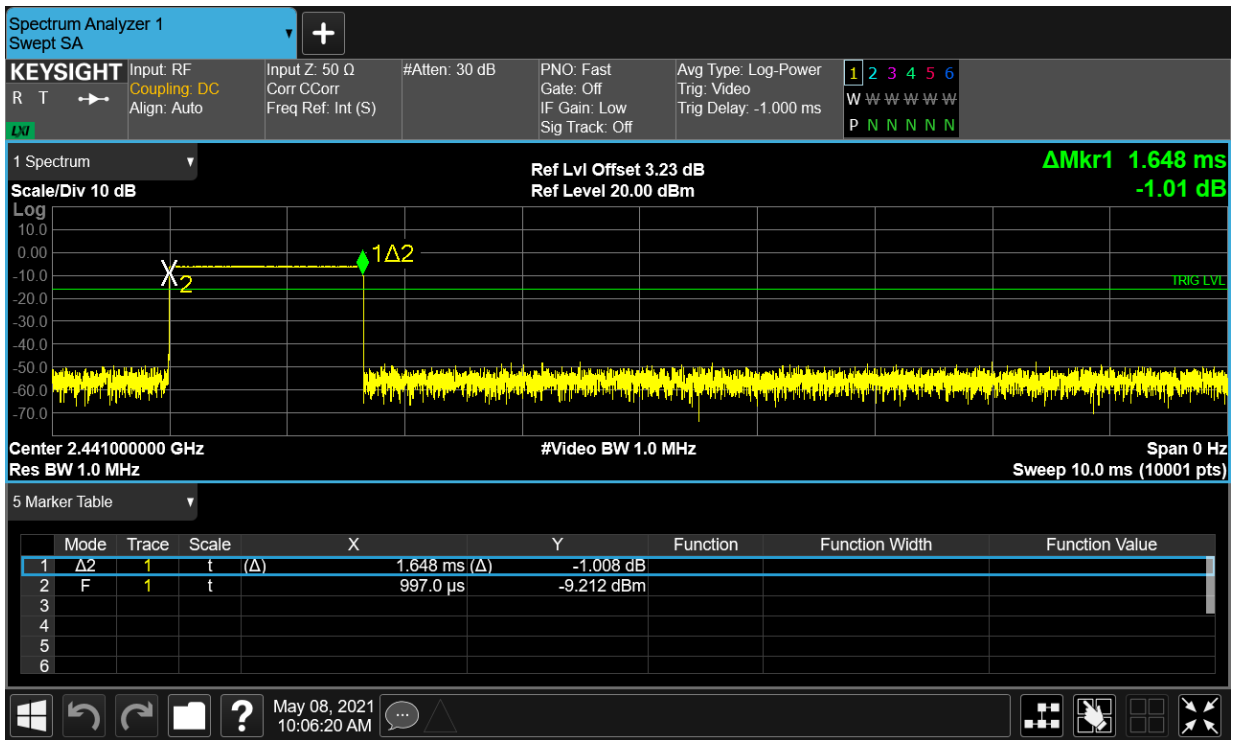 Spectrum Analyzer 1
Swept SA
KEYSIGHT
R T
LXI
Input: RF
Coupling: DC
Align: Auto
Input Z: 50 Ω
Corr CCorr
Freq Ref: Int (S)
#Atten: 30 dB
PNO: Fast
Gate: Off
IF Gain: Low
Sig Track: Off
Avg Type: Log-Power
Trig: Video
Trig Delay: -1.000 ms
1 2 3 4 5 6
W W W W W W
P N N N N N
1 Spectrum
Scale/Div 10 dB
Ref Lvl Offset 3.23 dB
Ref Level 20.00 dBm
ΔMkr1 1.648 ms
-1.01 dB
Log
10.0
0.00
-10.0
-20.0
-30.0
-40.0
-50.0
-60.0
-70.0
1Δ2
X2
TRIG LVL
Center 2.441000000 GHz
#Video BW 1.0 MHz
Span 0 Hz
Res BW 1.0 MHz
Sweep 10.0 ms (10001 pts)
5 Marker Table
Mode Trace Scale X Y Function Function Width Function Value
1 Δ2 1 t (Δ) 1.648 ms (Δ) -1.008 dB
2 F 1 t 997.0 µs -9.212 dBm
3
4
5
6
?
May 08, 2021
10:06:20 AM